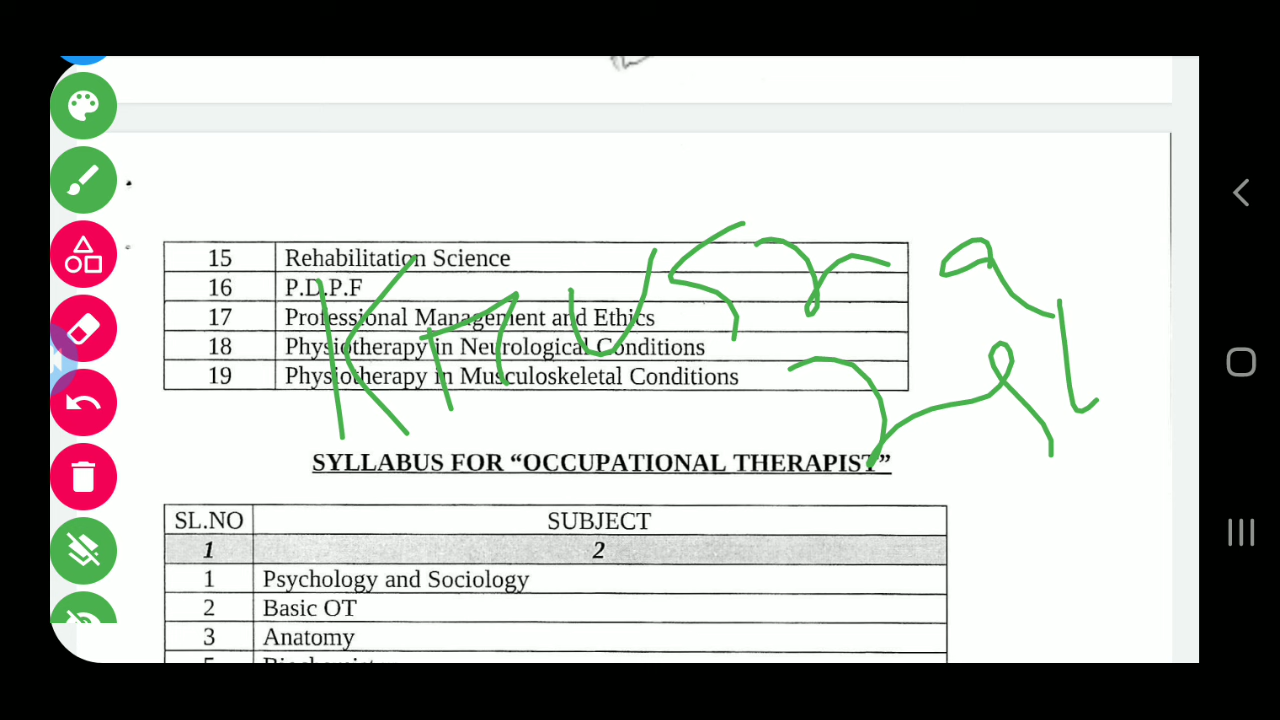 15 Rehabilitation Science
16 P.D.P.F
17 Professional Management and Ethics
18 Physiotherapy in Neurological Conditions
19 Physiotherapy in Musculoskeletal Conditions
SYLLABUS FOR “OCCUPATIONAL THERAPIST”
SL.NO SUBJECT
1 2
1 Psychology and Sociology
2 Basic OT
3 Anatomy